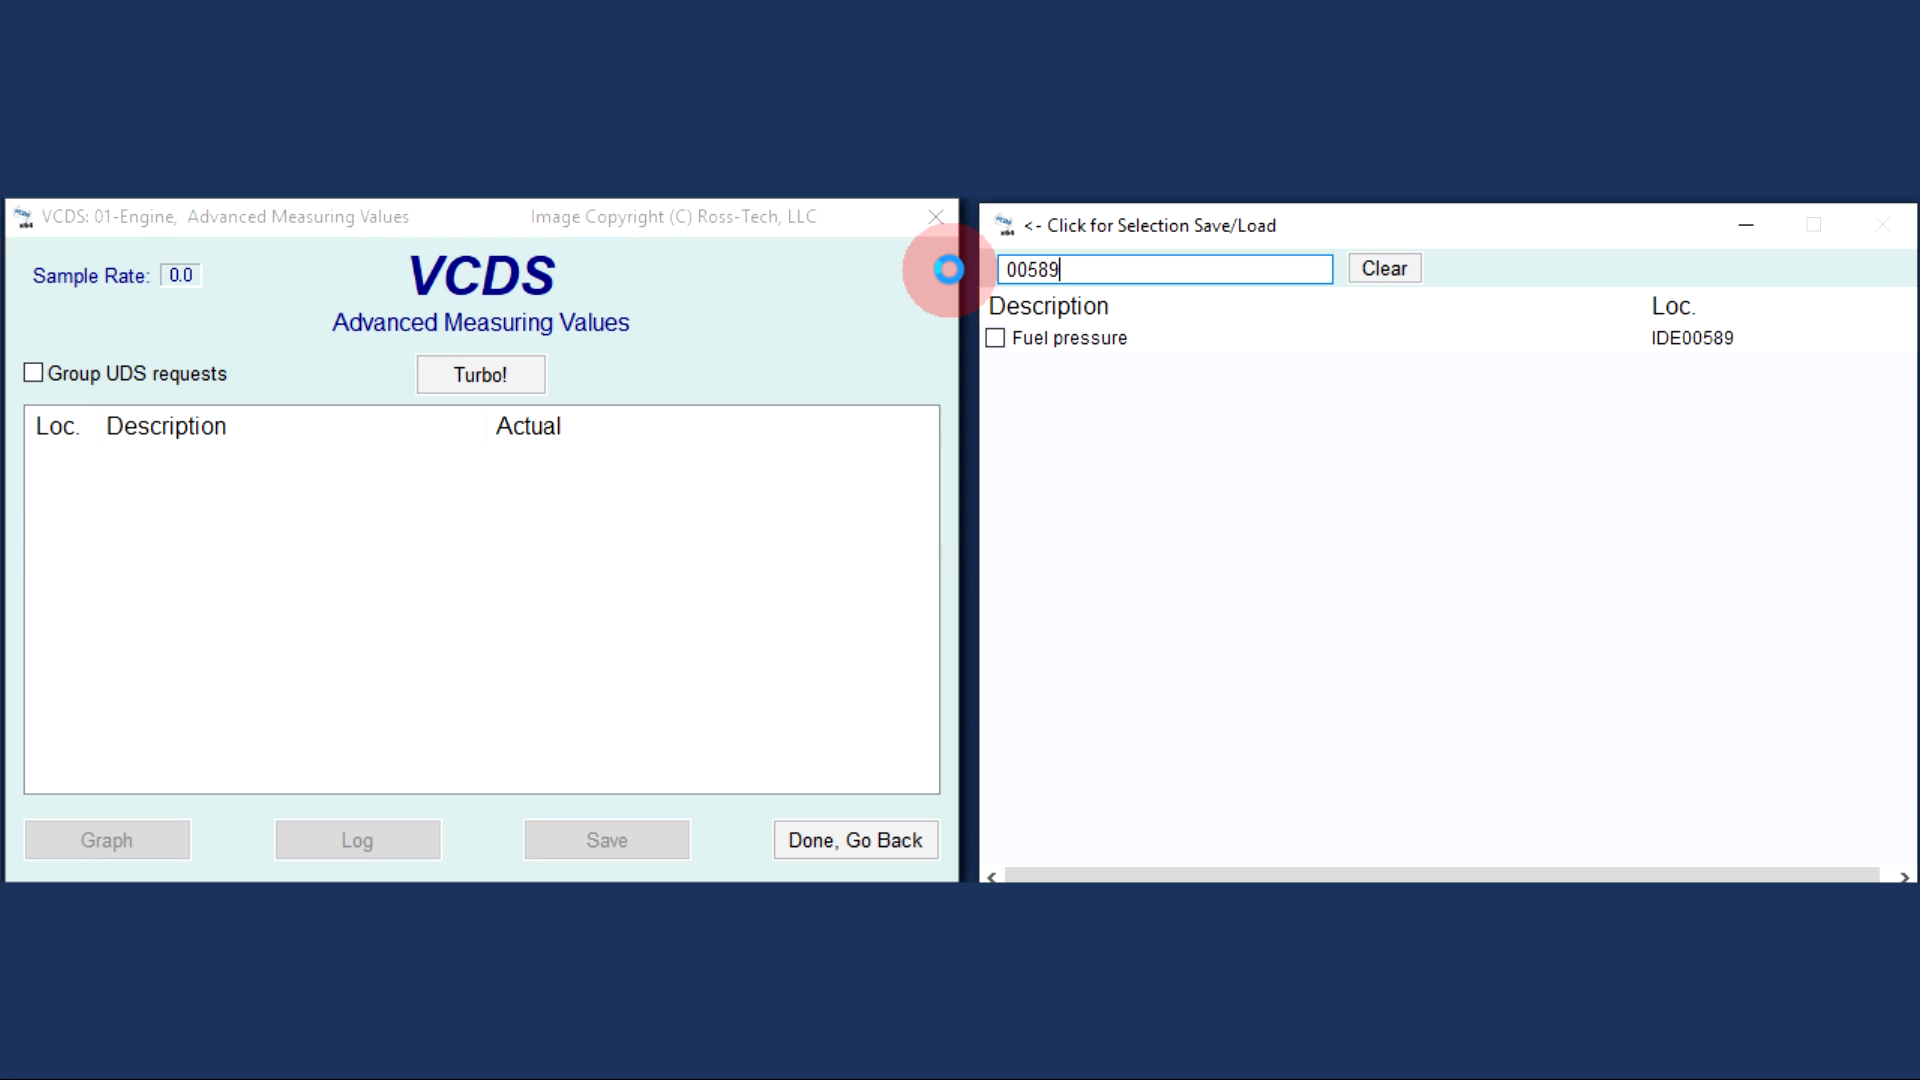 VCDS: 01-Engine, Advanced Measuring Values
Image Copyright (C) Ross-Tech, LLC
Sample Rate: 0.0
VCDS
Advanced Measuring Values
Group UDS requests
Turbo!
Loc. Description Actual
Graph Log Save Done, Go Back
<- Click for Selection Save/Load
00589 Clear
Description Loc.
Fuel pressure IDE00589